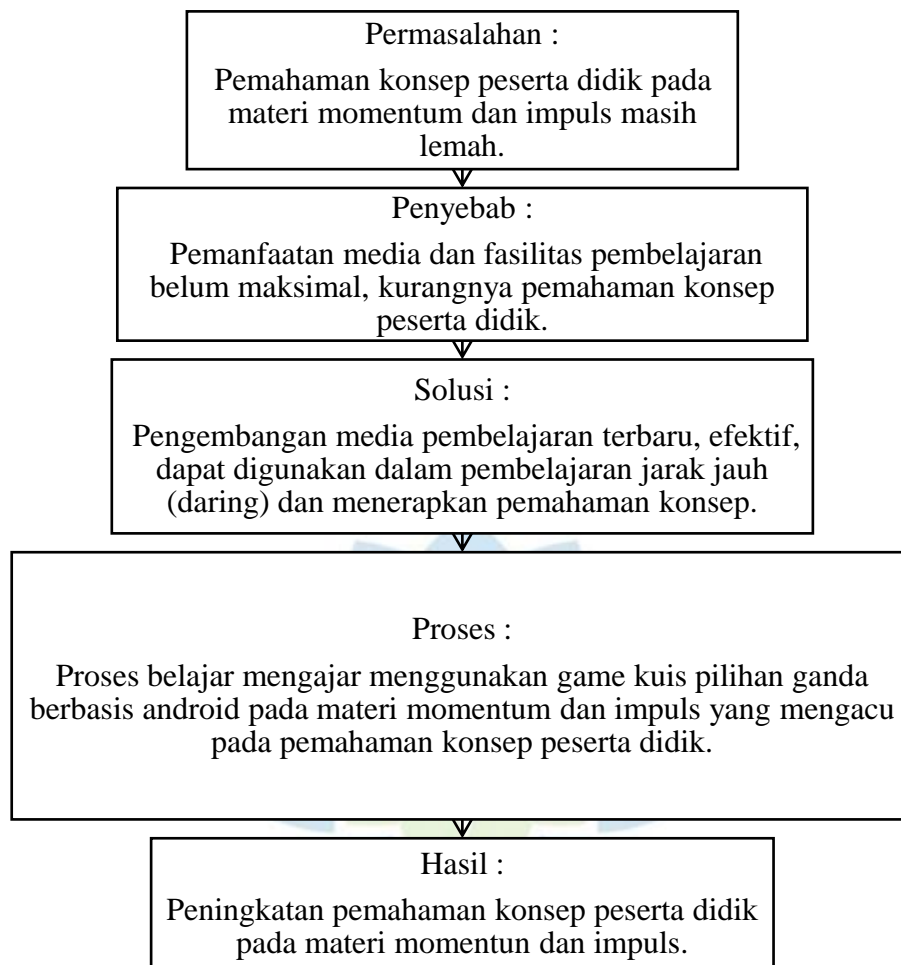 Permasalahan :
Pemahaman konsep peserta didik pada
materi momentum dan impuls masih
lemah.
Penyebab :
Pemanfaatan media dan fasilitas pembelajaran
belum maksimal, kurangnya pemahaman konsep
peserta didik.
Solusi :
Pengembangan media pembelajaran terbaru, efektif,
dapat digunakan dalam pembelajaran jarak jauh
(daring) dan menerapkan pemahaman konsep.
Proses :
Proses belajar mengajar menggunakan game kuis pilihan ganda
berbasis android pada materi momentum dan impuls yang mengacu
pada pemahaman konsep peserta didik.
Hasil :
Peningkatan pemahaman konsep peserta didik
pada materi momentun dan impuls.